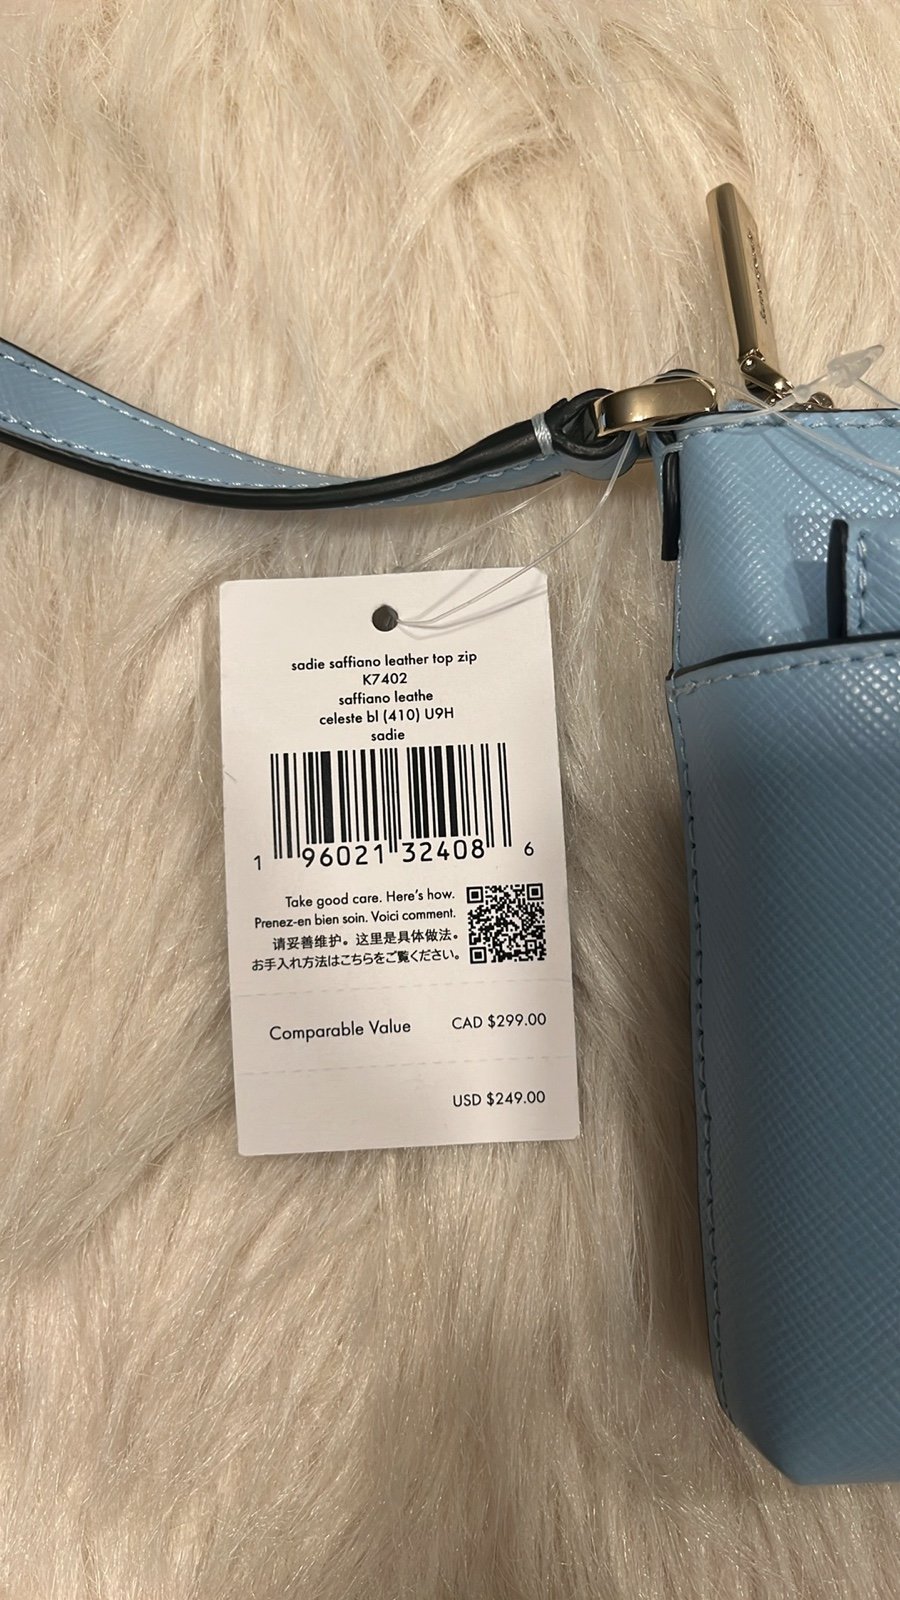 sadie saffiano leather top zip
K7402
saffiano leathe
celeste bl (410) U9H
sadie
1 96021 32408 6
Take good care. Here's how.
Prenez-en bien soin. Voici comment.
请妥善维护。这里是具体做法。
お手入れ方法はこちらをご覧ください。
Comparable Value CAD $299.00
USD $249.00